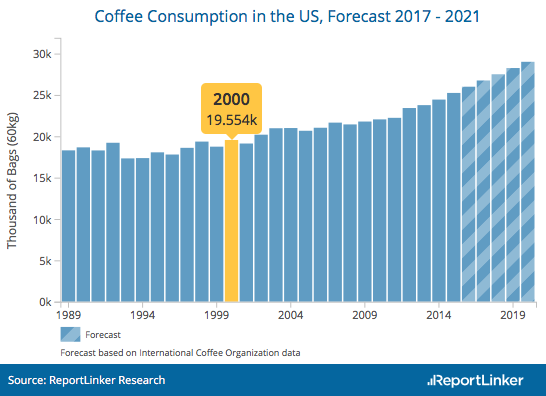 Coffee Consumption in the US, Forecast 2017 - 2021
Thousand of Bags (60kg)
30k
25k
20k
15k
10k
5k
0k
2000
19.554k
1989
1994
1999
2004
2009
2014
2019
Forecast
Forecast based on International Coffee Organization data
Source: ReportLinker Research
ReportLinker